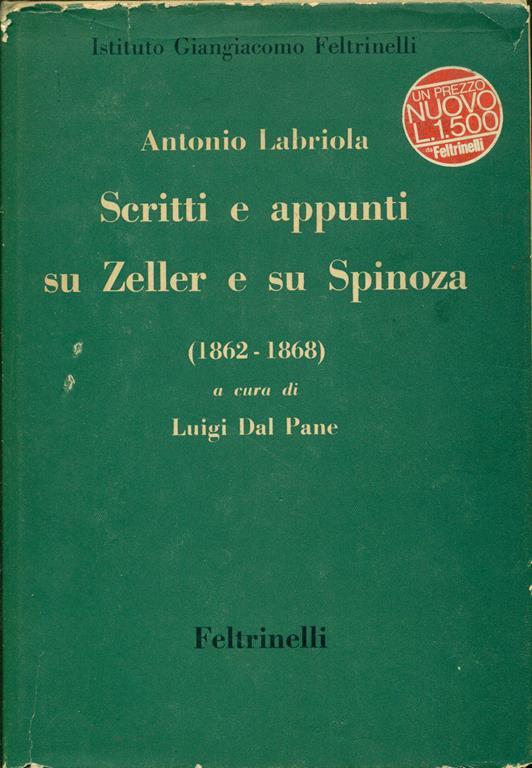 Istituto Giangiacomo Feltrinelli
UN PREZZO
NUOVO
L.1.500
da Feltrinelli
Antonio Labriola
Scritti e appunti
su Zeller e su Spinoza
(1862-1868)
a cura di
Luigi Dal Pane
Feltrinelli